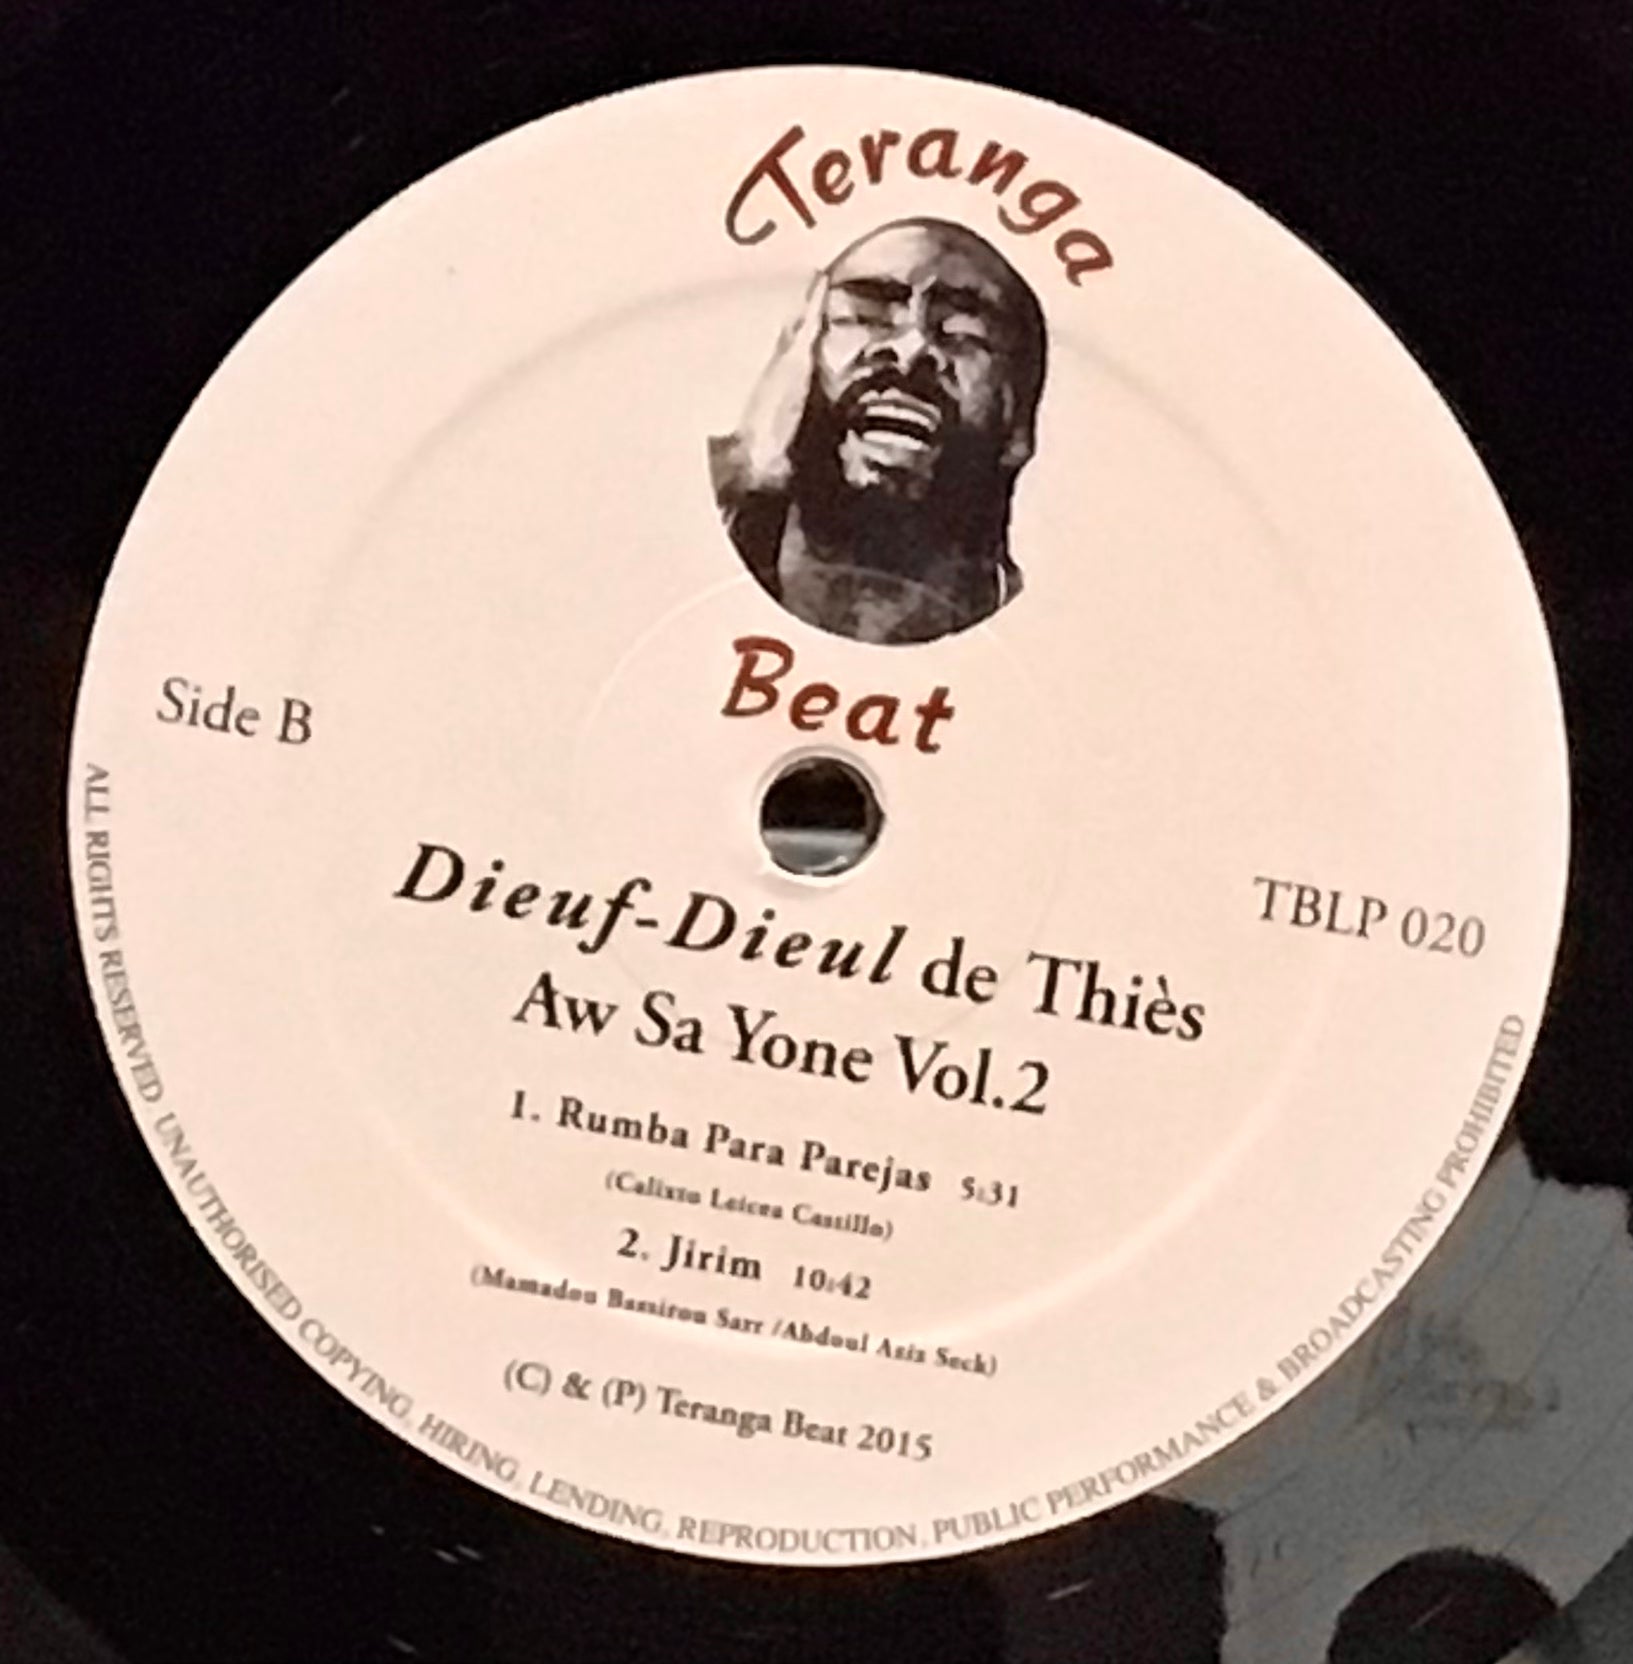 Teranga
Beat
Side B
TBLP 020
Dieuf-Dieul de Thiès
Aw Sa Yone Vol.2
1. Rumba Para Parejas 5:31
(Calixto Leicea Castillo)
2. Jirim 10:42
(Mamadou Bassirou Sarr /Abdoul Aziz Seck)
(C) & (P) Teranga Beat 2015
ALL RIGHTS RESERVED. UNAUTHORISED COPYING, HIRING, LENDING, REPRODUCTION, PUBLIC PERFORMANCE & BROADCASTING PROHIBITED